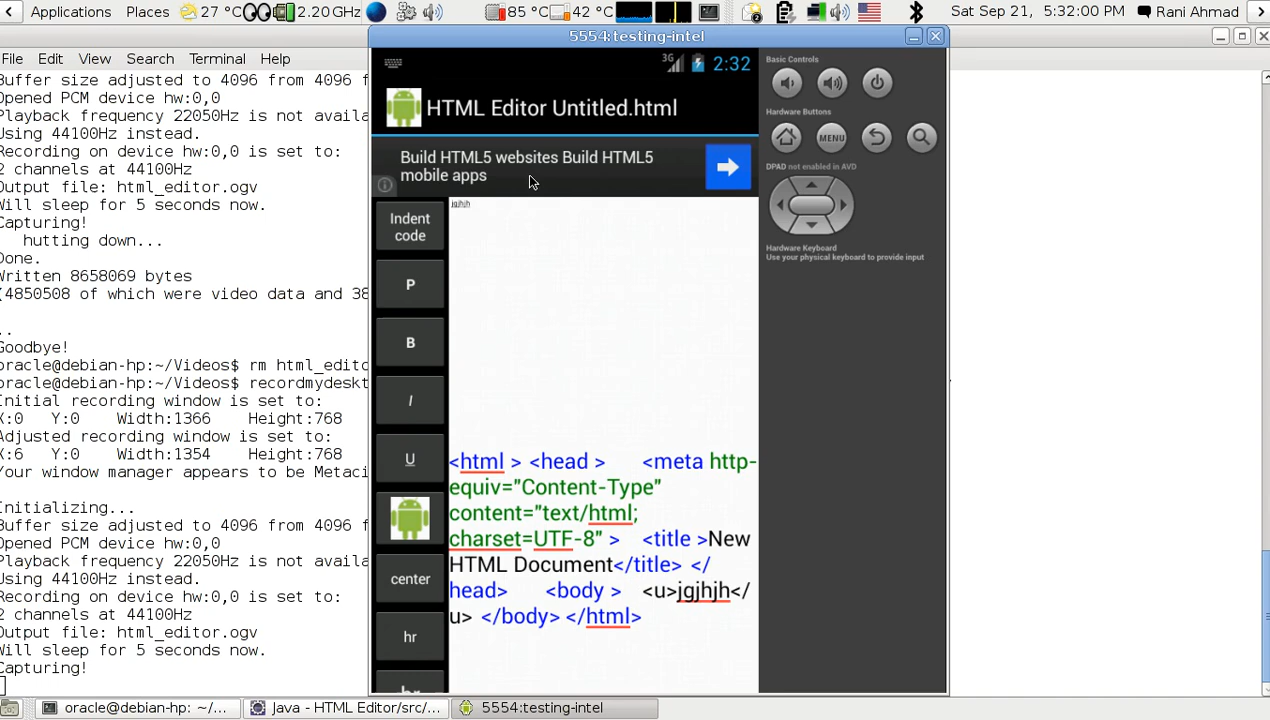 Applications Places 27 °C 2.20 GHz 85 °C 42 °C Sat Sep 21, 5:32:00 PM Rani Ahmad
5554:testing-intel
File Edit View Search Terminal Help
Buffer size adjusted to 4096 from 4096 f
Opened PCM device hw:0,0
Playback frequency 22050Hz is not availa
Using 44100Hz instead.
Recording on device hw:0,0 is set to:
2 channels at 44100Hz
Output file: html_editor.ogv
Will sleep for 5 seconds now.
Capturing!
hutting down...
Done.
Written 8658069 bytes
(4850508 of which were video data and 38
..
Goodbye!
oracle@debian-hp:~/Videos$ rm html_edito
oracle@debian-hp:~/Videos$ recordmydeskt
Initial recording window is set to:
X:0 Y:0 Width:1366 Height:768
Adjusted recording window is set to:
X:6 Y:0 Width:1354 Height:768
Your window manager appears to be Metaci
Initializing...
Buffer size adjusted to 4096 from 4096 f
Opened PCM device hw:0,0
Playback frequency 22050Hz is not availa
Using 44100Hz instead.
Recording on device hw:0,0 is set to:
2 channels at 44100Hz
Output file: html_editor.ogv
Will sleep for 5 seconds now.
Capturing!
3G 2:32
HTML Editor Untitled.html
Build HTML5 websites Build HTML5
mobile apps
Indent
code
P
B
I
U
center
hr
br
jgjhjh
<html > <head > <meta http-
equiv="Content-Type"
content="text/html;
charset=UTF-8" > <title >New
HTML Document</title> </
head> <body > <u>jgjhjh</
u> </body> </html>
Basic Controls
Hardware Buttons
MENU
DPAD not enabled in AVD
Hardware Keyboard
Use your physical keyboard to provide input
oracle@debian-hp: ~/... Java - HTML Editor/src/... 5554:testing-intel